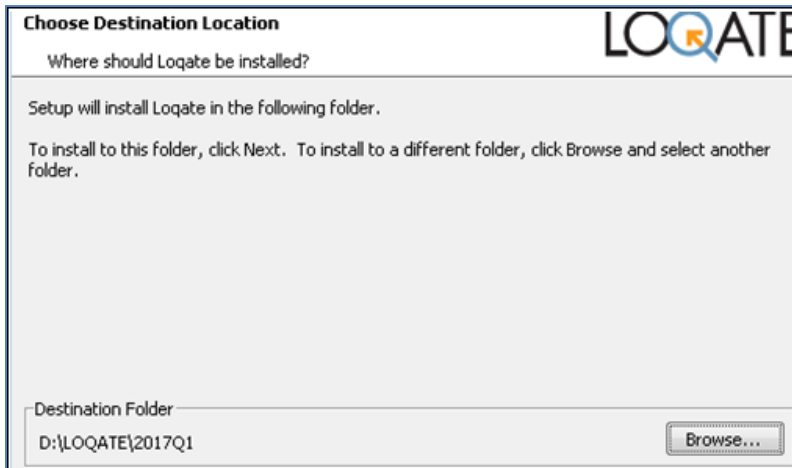 Choose Destination Location
LOQATE
Where should Loqate be installed?
Setup will install Loqate in the following folder.
To install to this folder, click Next.  To install to a different folder, click Browse and select another
folder.
Destination Folder
D:\LOQATE\2017Q1
Browse...